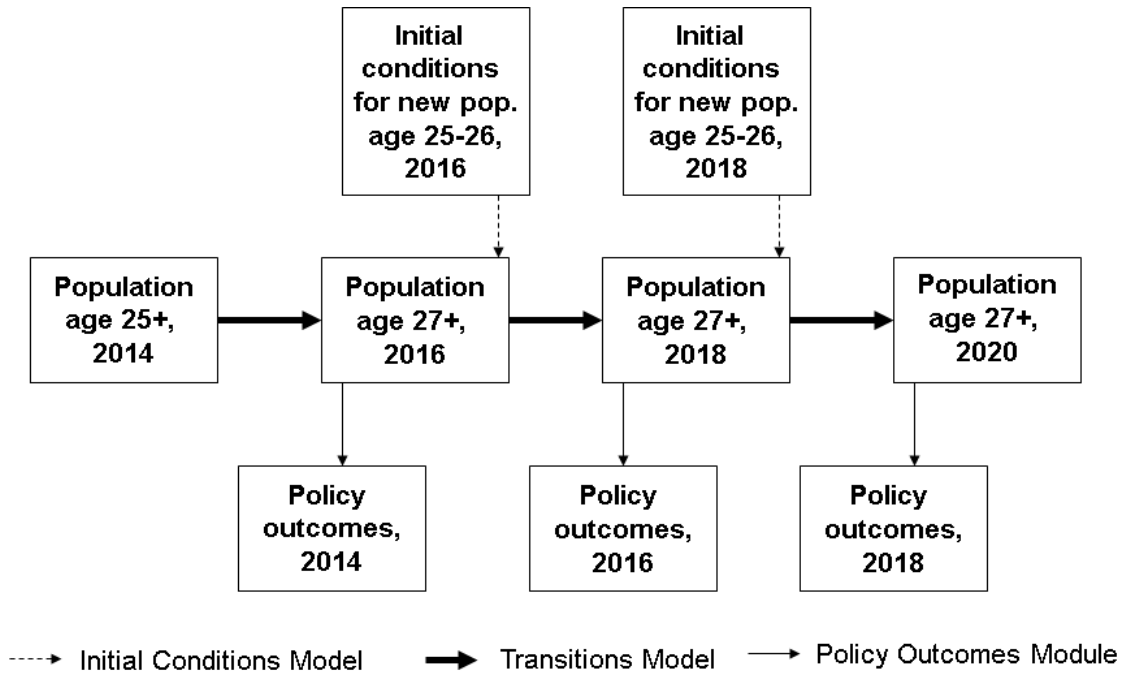 Initial
conditions
for new pop.
age 25-26,
2016
Initial
conditions
for new pop.
age 25-26,
2018
Population
age 25+,
2014
Population
age 27+,
2016
Population
age 27+,
2018
Population
age 27+,
2020
Policy
outcomes,
2014
Policy
outcomes,
2016
Policy
outcomes,
2018
Initial Conditions Model
Transitions Model
Policy Outcomes Module